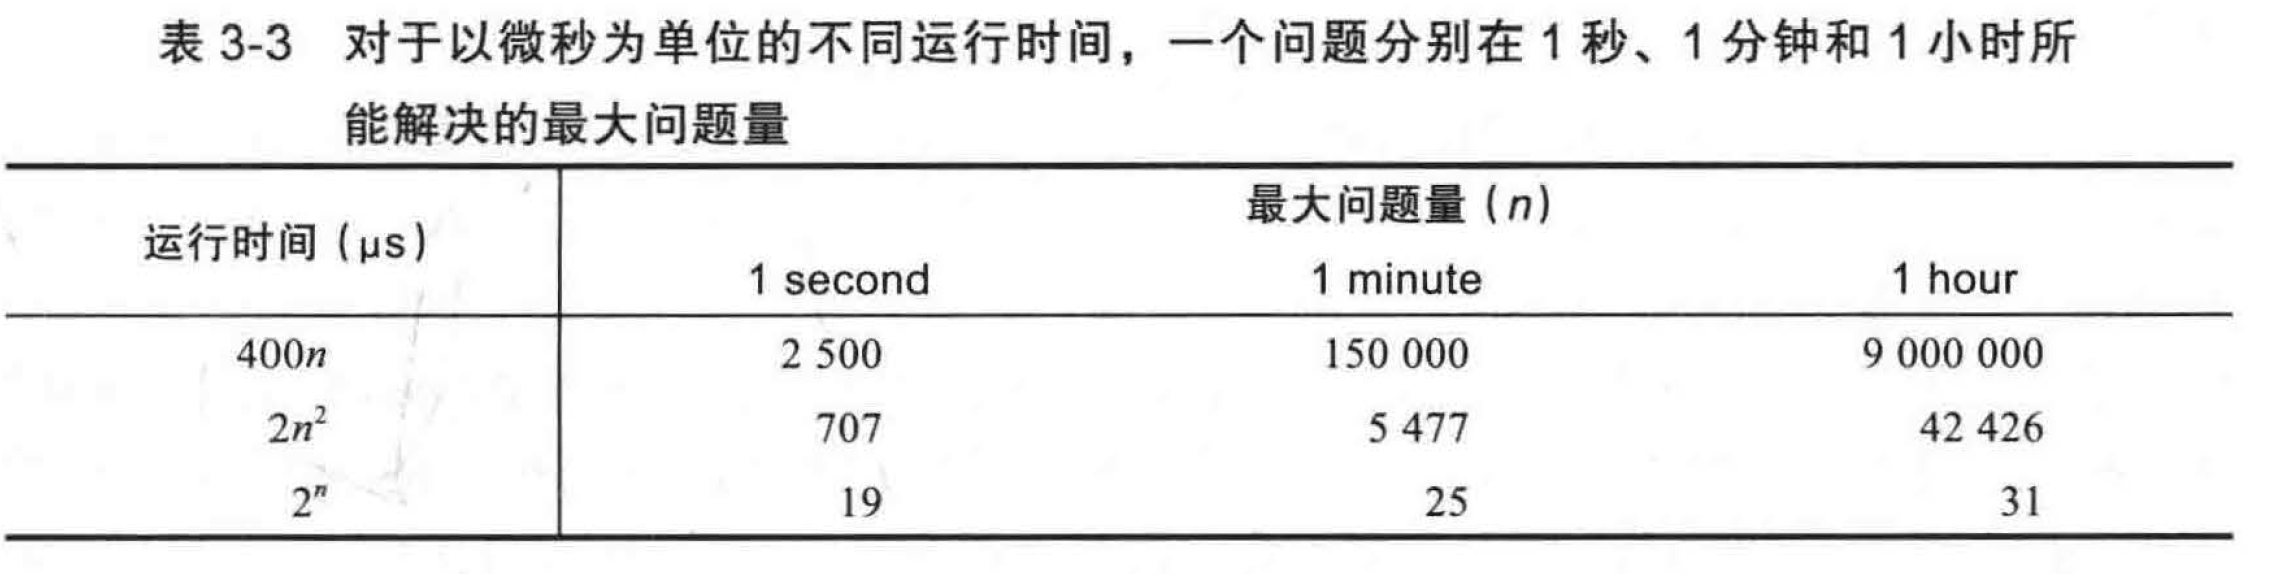 表 3-3 对于以微秒为单位的不同运行时间，一个问题分别在 1 秒、1 分钟和 1 小时所
能解决的最大问题量
运行时间（μs） 最大问题量（n）
1 second 1 minute 1 hour
400n 2 500 150 000 9 000 000
2n² 707 5 477 42 426
2ⁿ 19 25 31